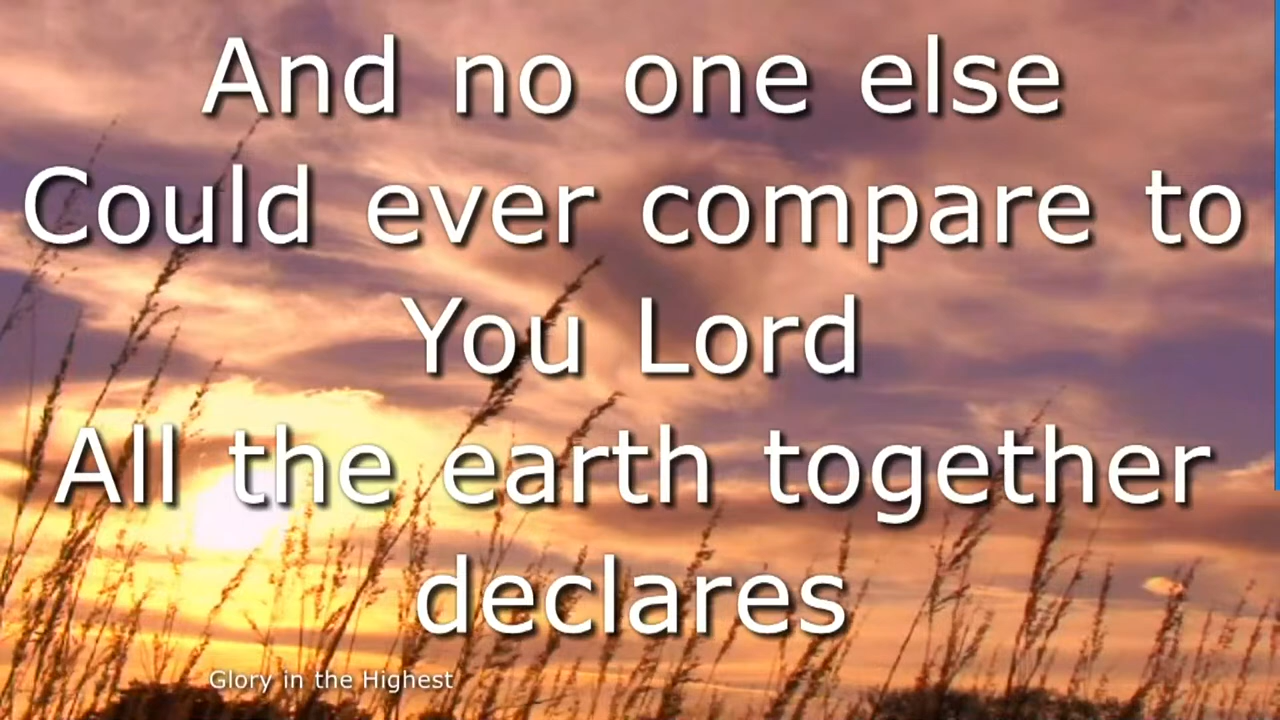 And no one else
Could ever compare to
You Lord
All the earth together
declares
Glory in the Highest